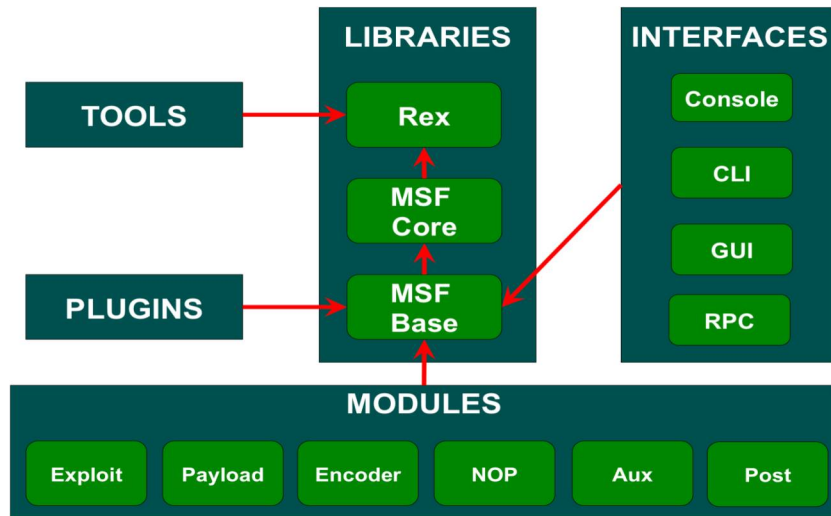 LIBRARIES
INTERFACES
TOOLS
Rex
Console
MSF
Core
CLI
GUI
PLUGINS
MSF
Base
RPC
MODULES
Exploit
Payload
Encoder
NOP
Aux
Post